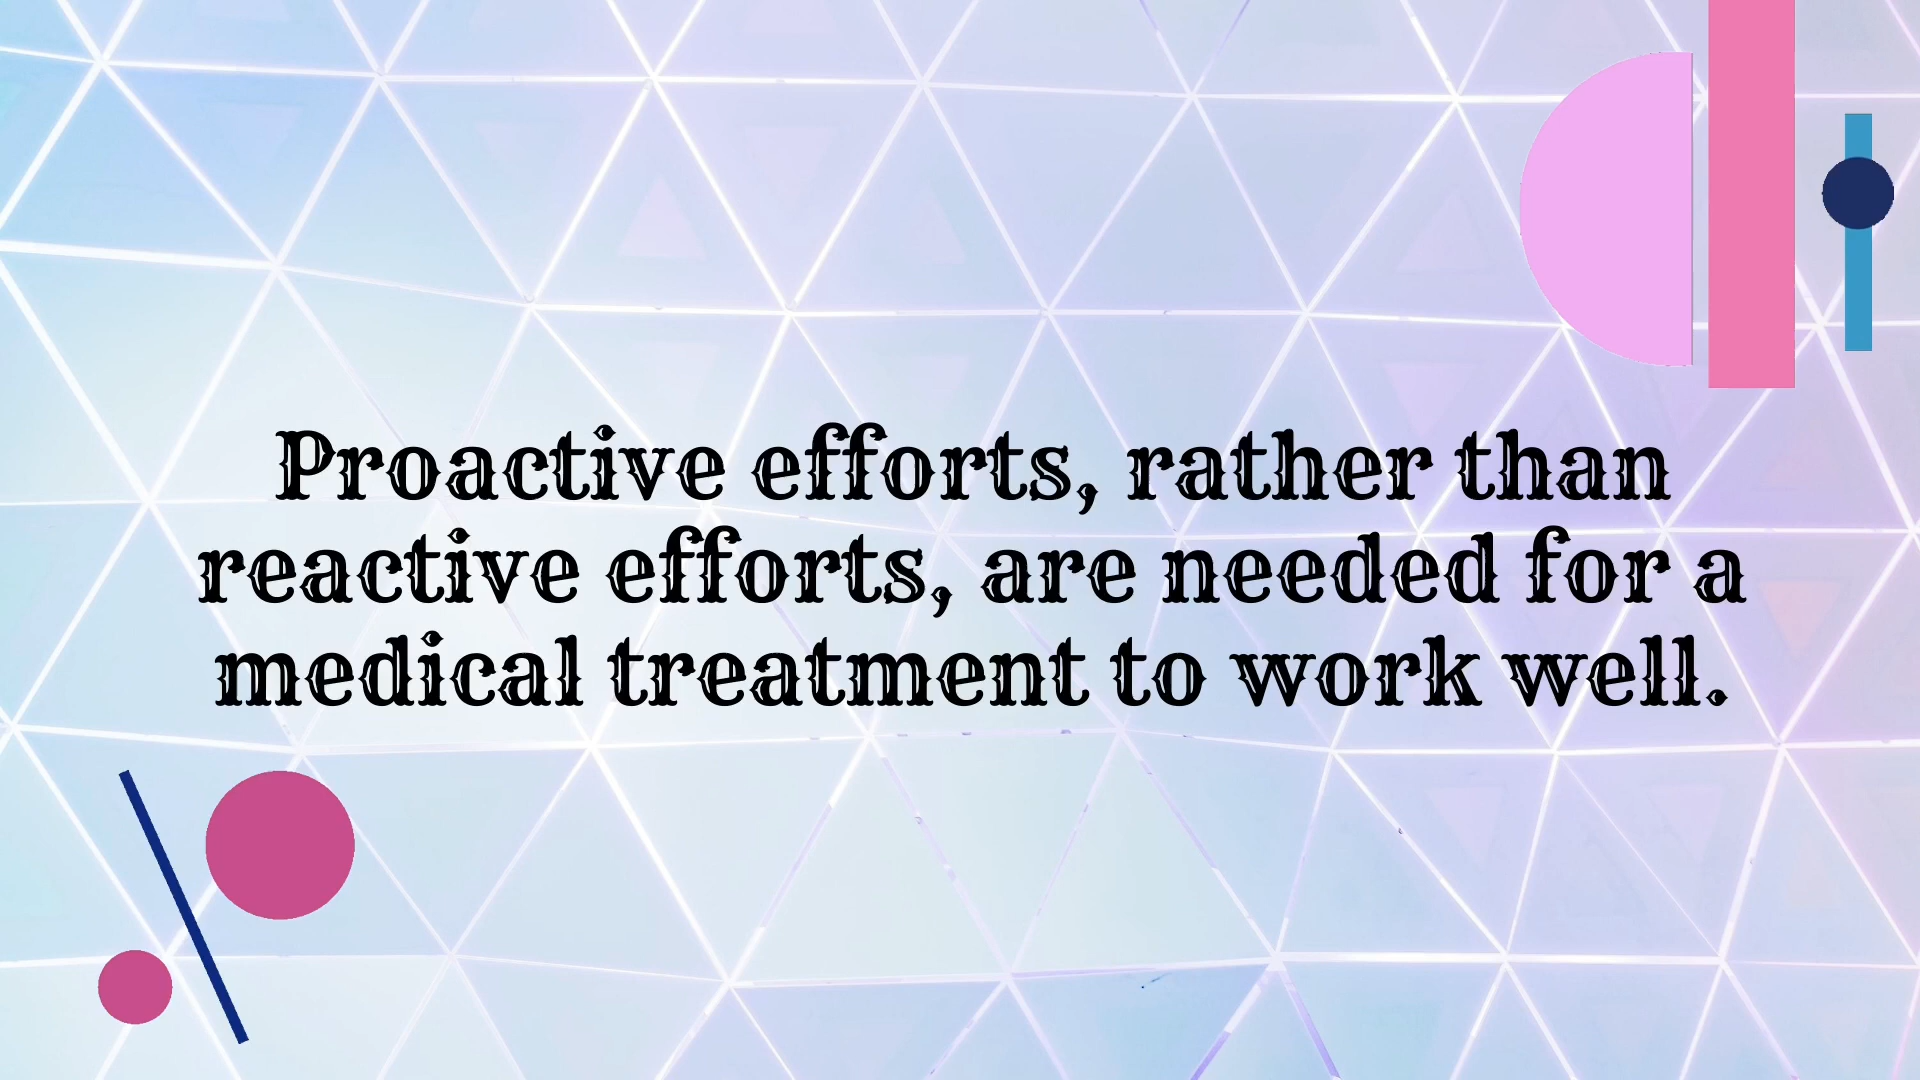 Proactive efforts, rather than
reactive efforts, are needed for a
medical treatment to work well.